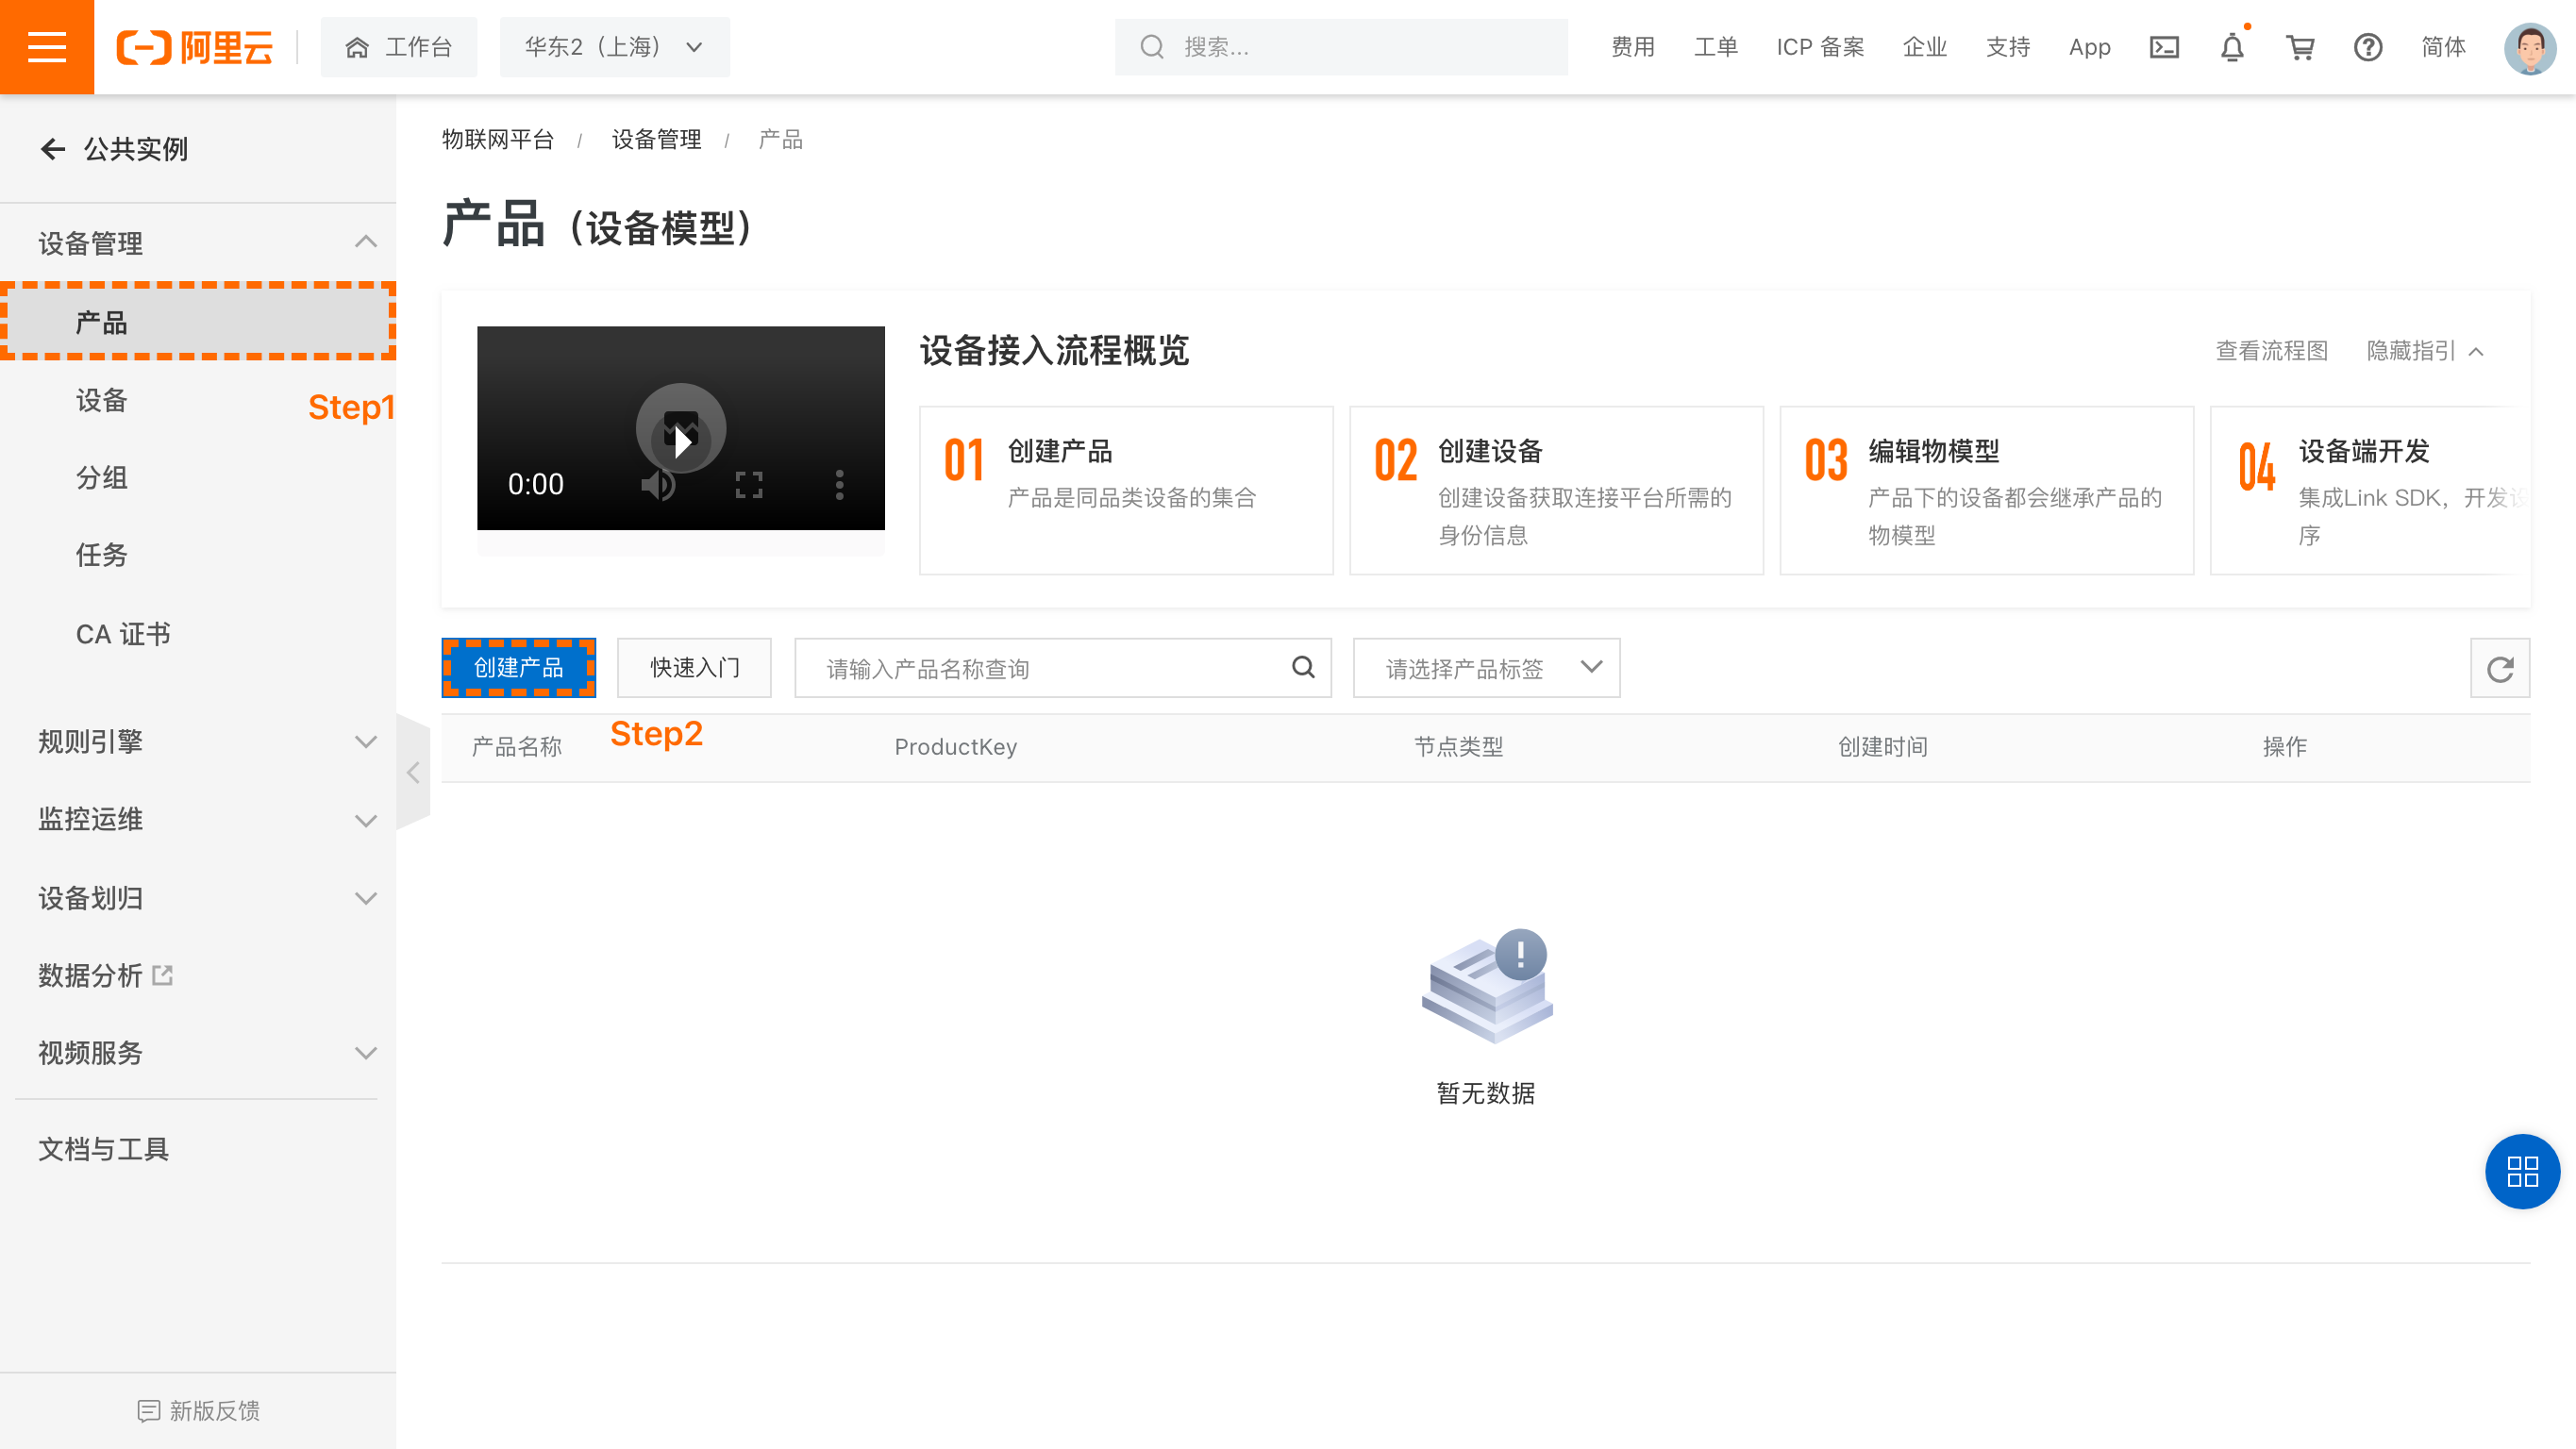 阿里云
工作台
华东2（上海）
搜索...
费用
工单
ICP 备案
企业
支持
App
简体
公共实例
设备管理
产品
设备
Step1
分组
任务
CA 证书
规则引擎
监控运维
设备划归
数据分析
视频服务
文档与工具
新版反馈
物联网平台 / 设备管理 / 产品
产品（设备模型）
0:00
设备接入流程概览
查看流程图
隐藏指引
01 创建产品
产品是同品类设备的集合
02 创建设备
创建设备获取连接平台所需的
身份信息
03 编辑物模型
产品下的设备都会继承产品的
物模型
04 设备端开发
集成Link SDK，开发设
序
创建产品
快速入门
请输入产品名称查询
请选择产品标签
Step2
产品名称
ProductKey
节点类型
创建时间
操作
暂无数据